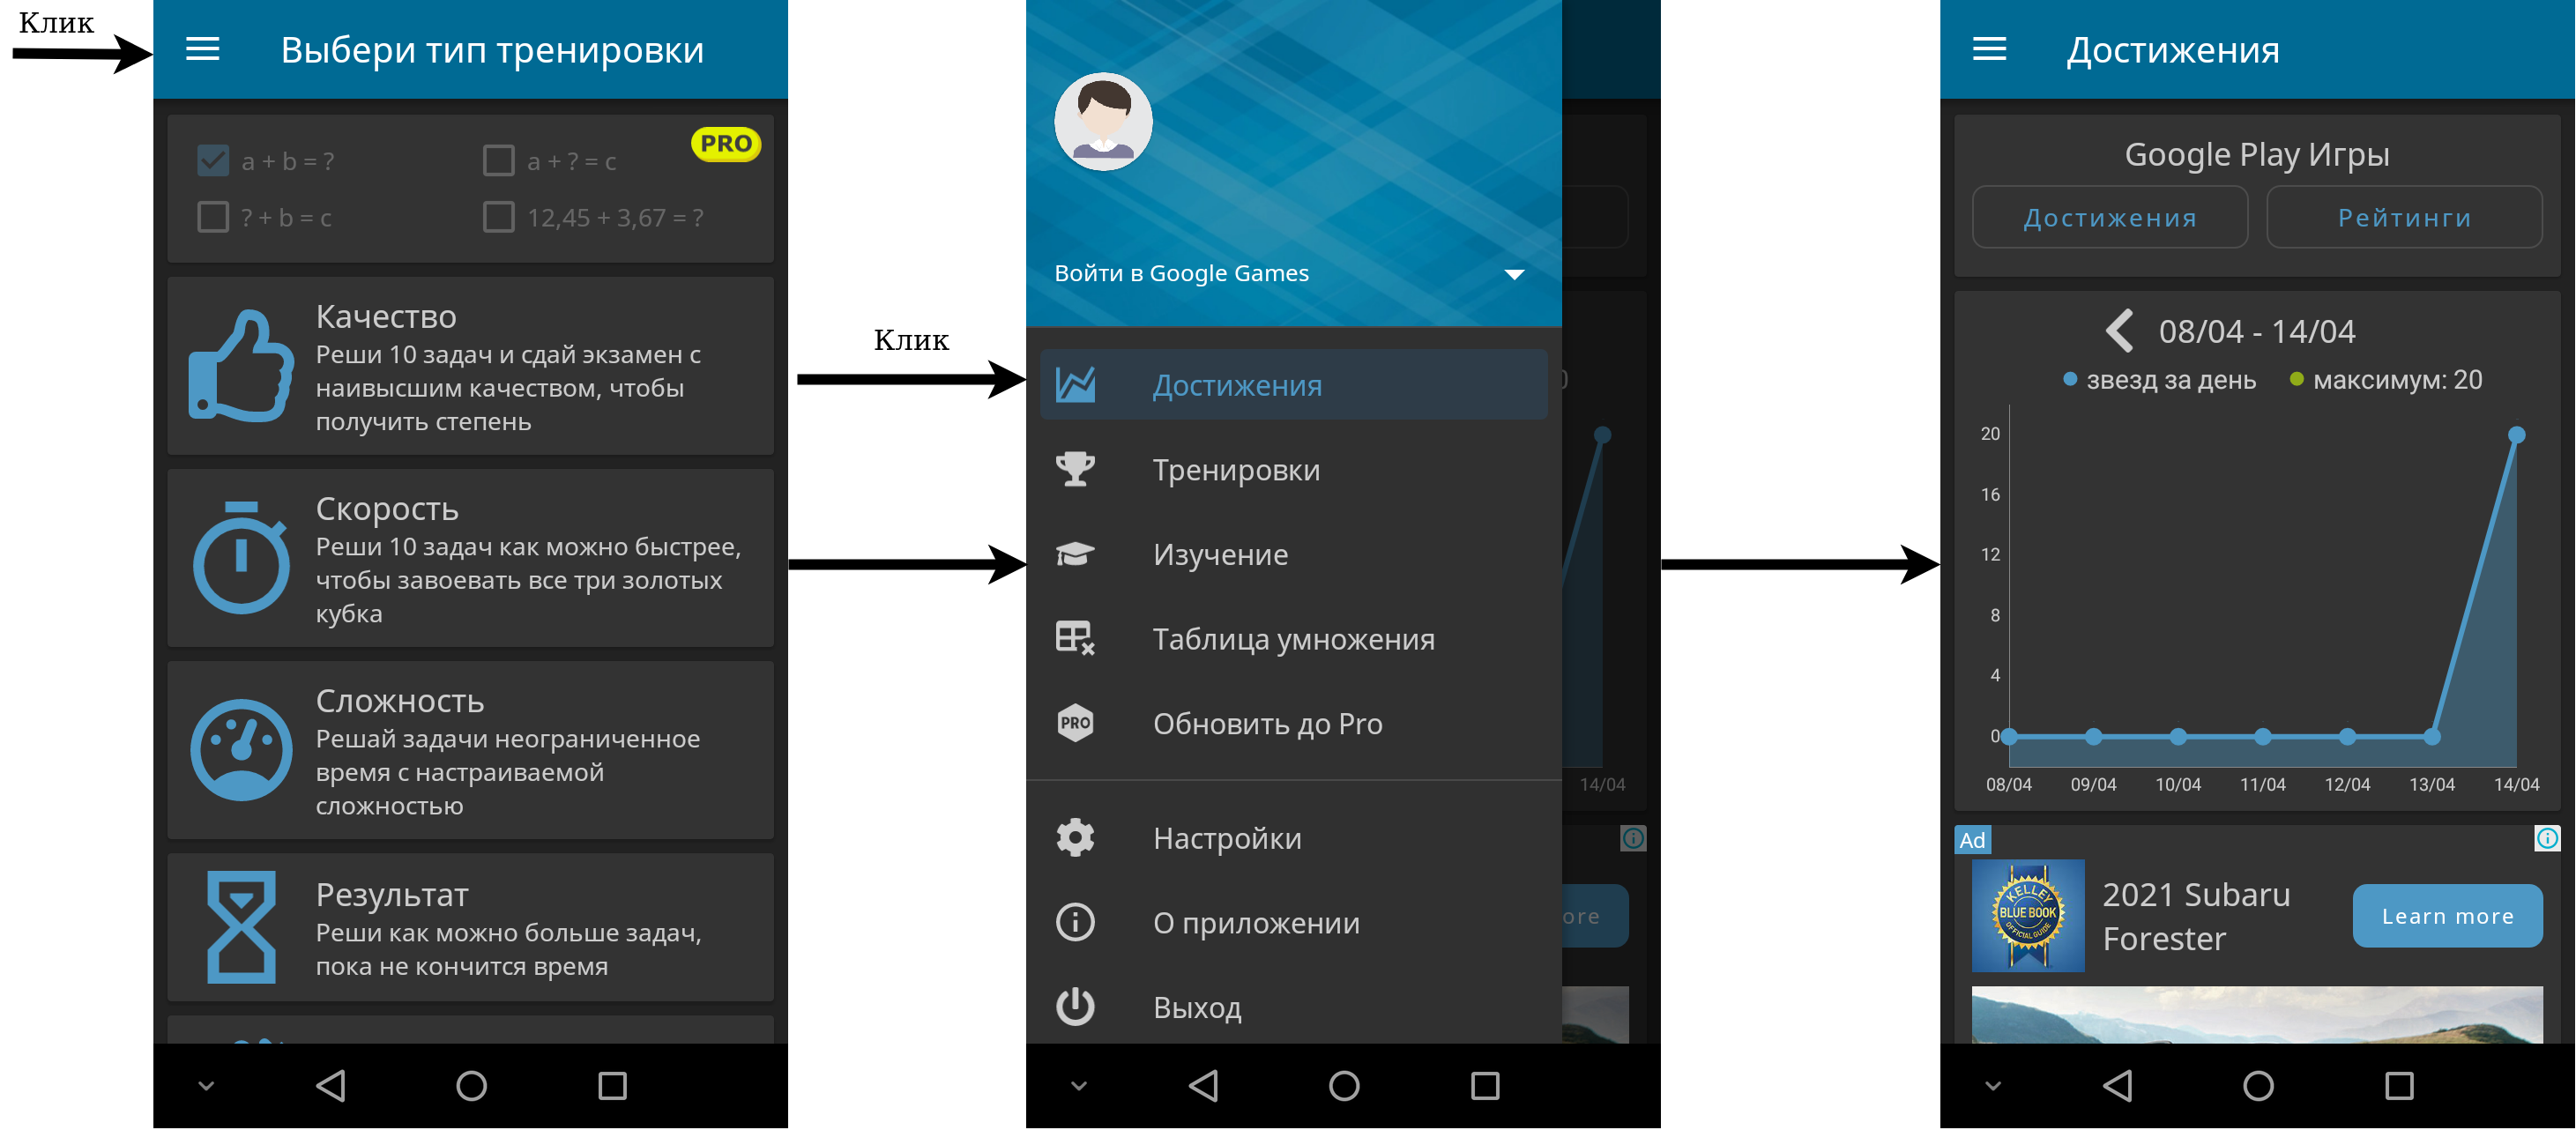 Клик
Выбери тип тренировки
a + b = ?
a + ? = c
PRO
? + b = c
12,45 + 3,67 = ?
Качество
Реши 10 задач и сдай экзамен с
наивысшим качеством, чтобы
получить степень
Скорость
Реши 10 задач как можно быстрее,
чтобы завоевать все три золотых
кубка
Сложность
Решай задачи неограниченное
время с настраиваемой
сложностью
Результат
Реши как можно больше задач,
пока не кончится время
Клик
Войти в Google Games
Достижения
Тренировки
Изучение
Таблица умножения
PRO
Обновить до Pro
Настройки
О приложении
Выход
0
14/04
ore
Достижения
Google Play Игры
Достижения
Рейтинги
08/04 - 14/04
звезд за день
максимум: 20
20
16
12
8
4
0
08/04 09/04 10/04 11/04 12/04 13/04 14/04
Ad
KELLEY
BLUE BOOK
OFFICIAL GUIDE
2021 Subaru
Forester
Learn more